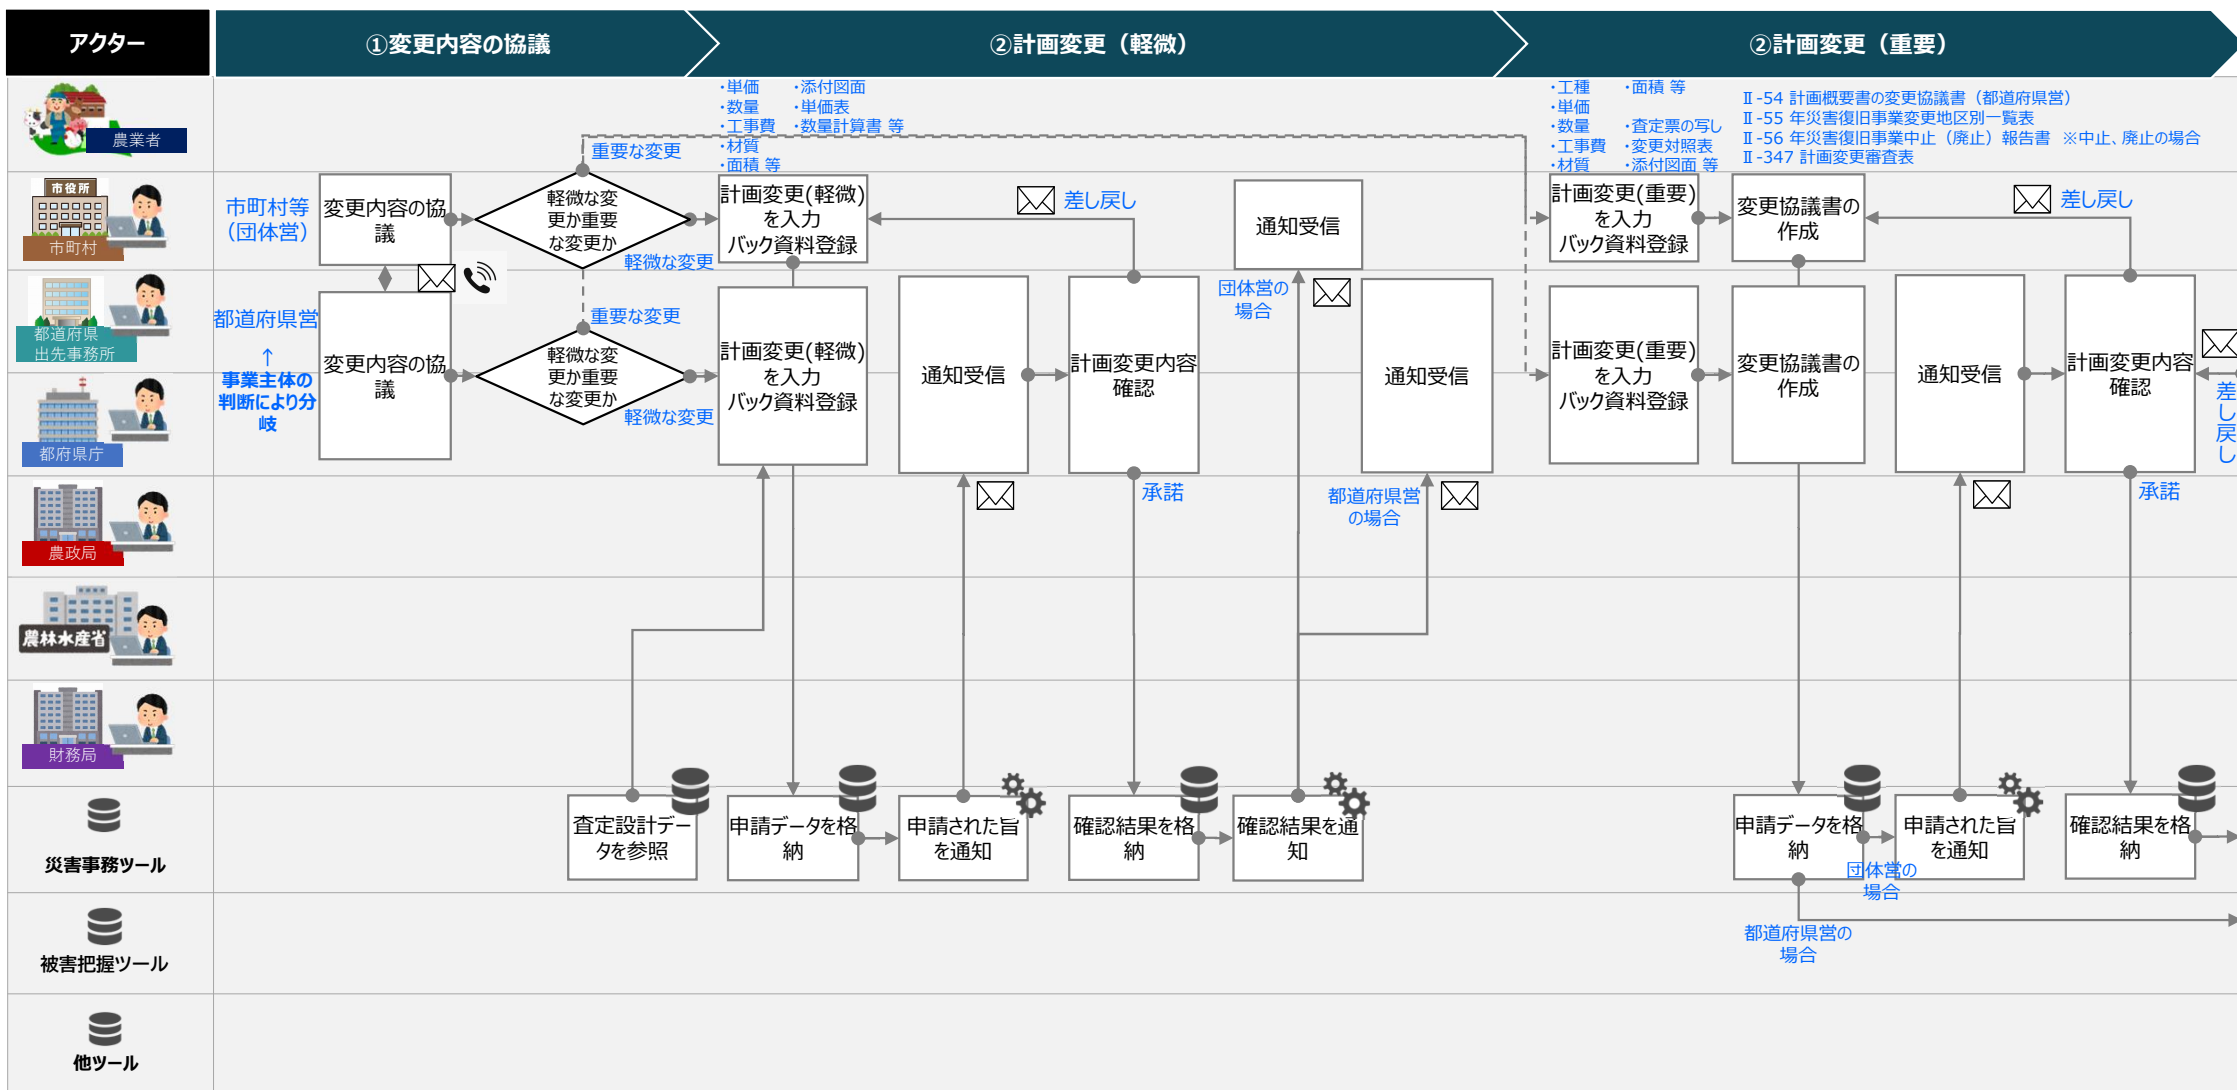 アクター
①変更内容の協議
②計画変更（軽微）
②計画変更（重要）
農業者
・単価
・数量
・工事費
・材質
・面積 等
・添付図面
・単価表
・数量計算書 等
・工種
・単価
・数量
・工事費
・材質
・面積 等
・査定票の写し
・変更対照表
・添付図面 等
Ⅱ-54 計画概要書の変更協議書（都道府県営）
Ⅱ-55 年災害復旧事業変更地区別一覧表
Ⅱ-56 年災害復旧事業中止（廃止）報告書 ※中止、廃止の場合
Ⅱ-347 計画変更審査表
重要な変更
市役所
市町村
市町村等
（団体営）
変更内容の協
議
軽微な変
更か重要
な変更か
軽微な変更
計画変更(軽微)
を入力
バック資料登録
差し戻し
通知受信
計画変更(重要)
を入力
バック資料登録
変更協議書の
作成
差し戻し
都道府県
出先事務所
都道府県営
↑
事業主体の
判断により分
岐
変更内容の協
議
重要な変更
軽微な変
更か重要
な変更か
軽微な変更
計画変更(軽微)
を入力
バック資料登録
通知受信
計画変更内容
確認
団体営の
場合
通知受信
計画変更(重要)
を入力
バック資料登録
変更協議書の
作成
通知受信
計画変更内容
確認
差し戻し
都府県庁
承諾
都道府県営
の場合
承諾
農政局
農林水産省
財務局
災害事務ツール
査定設計デー
タを参照
申請データを格
納
申請された旨
を通知
確認結果を格
納
確認結果を通
知
申請データを格
納
団体営の
場合
申請された旨
を通知
確認結果を格
納
被害把握ツール
都道府県営の
場合
他ツール